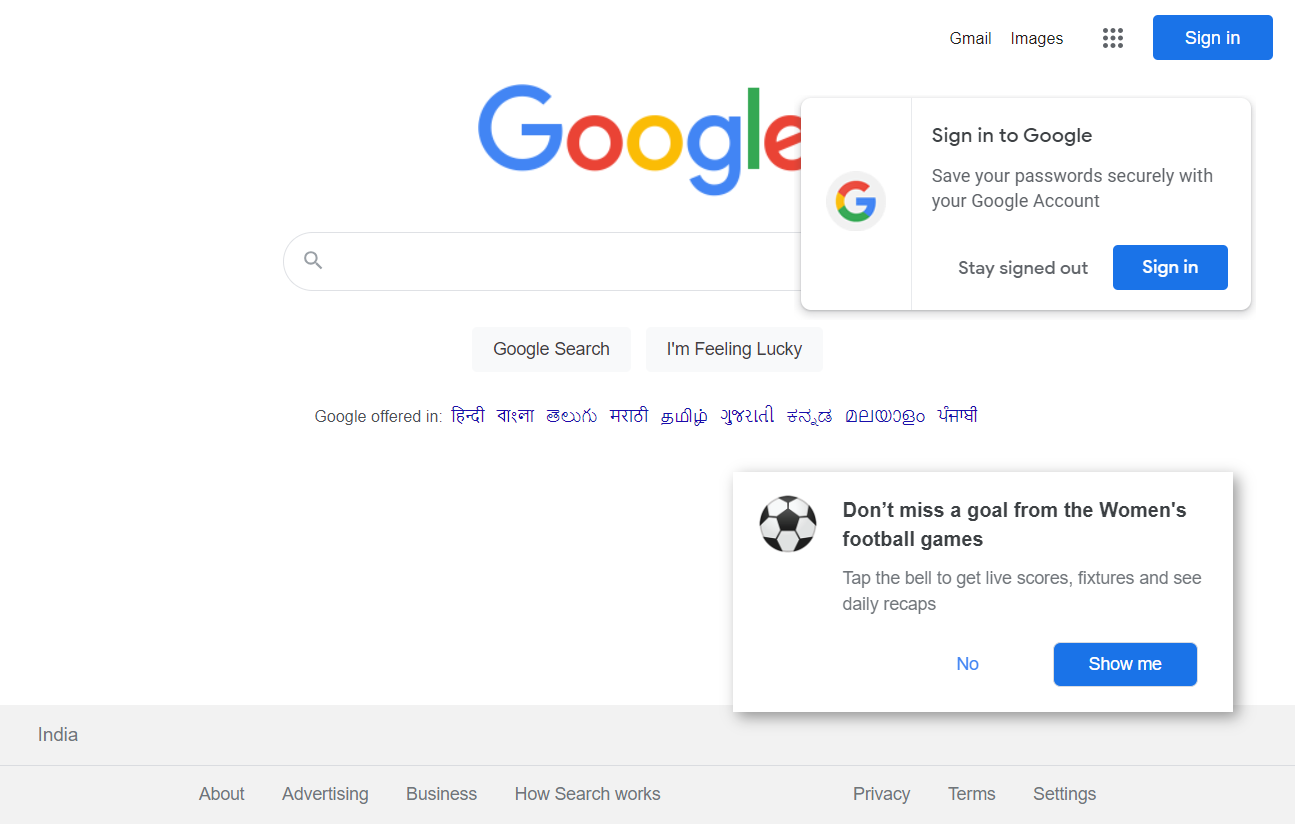 Gmail Images Sign in
Google
Sign in to Google
Save your passwords securely with
your Google Account
Stay signed out Sign in
Google Search I'm Feeling Lucky
Google offered in: हिन्दी বাংলা తెలుగు मराठी தமிழ் ગુજરાતી ಕನ್ನಡ മലയാളം ਪੰਜਾਬੀ
Don’t miss a goal from the Women's
football games
Tap the bell to get live scores, fixtures and see
daily recaps
No Show me
India
About Advertising Business How Search works Privacy Terms Settings